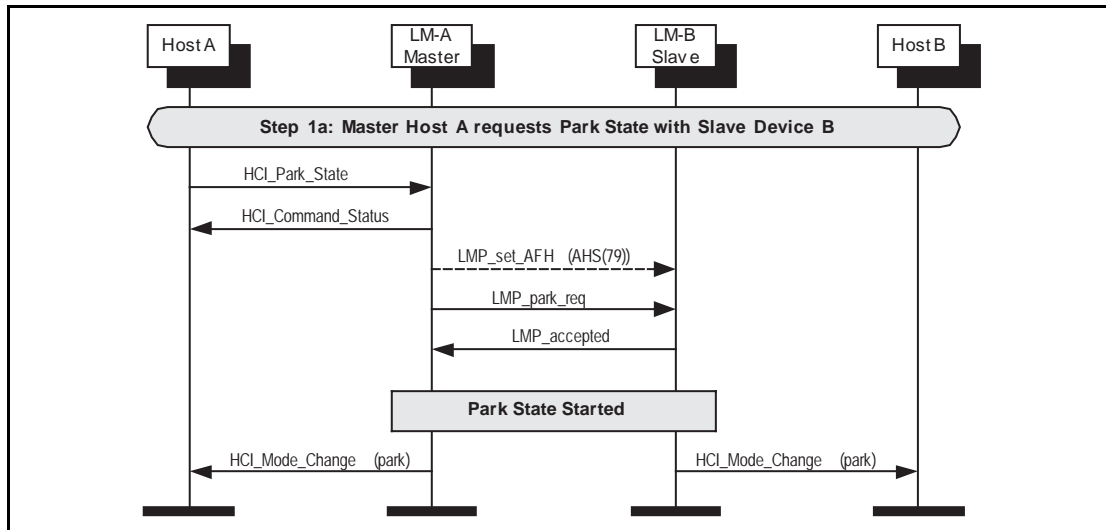 Host A
LM-A
Master
LM-B
Slave
Host B
Step 1a: Master Host A requests Park State with Slave Device B
HCI_Park_State
HCI_Command_Status
LMP_set_AFH (AHS(79))
LMP_park_req
LMP_accepted
Park State Started
HCI_Mode_Change (park)
HCI_Mode_Change (park)